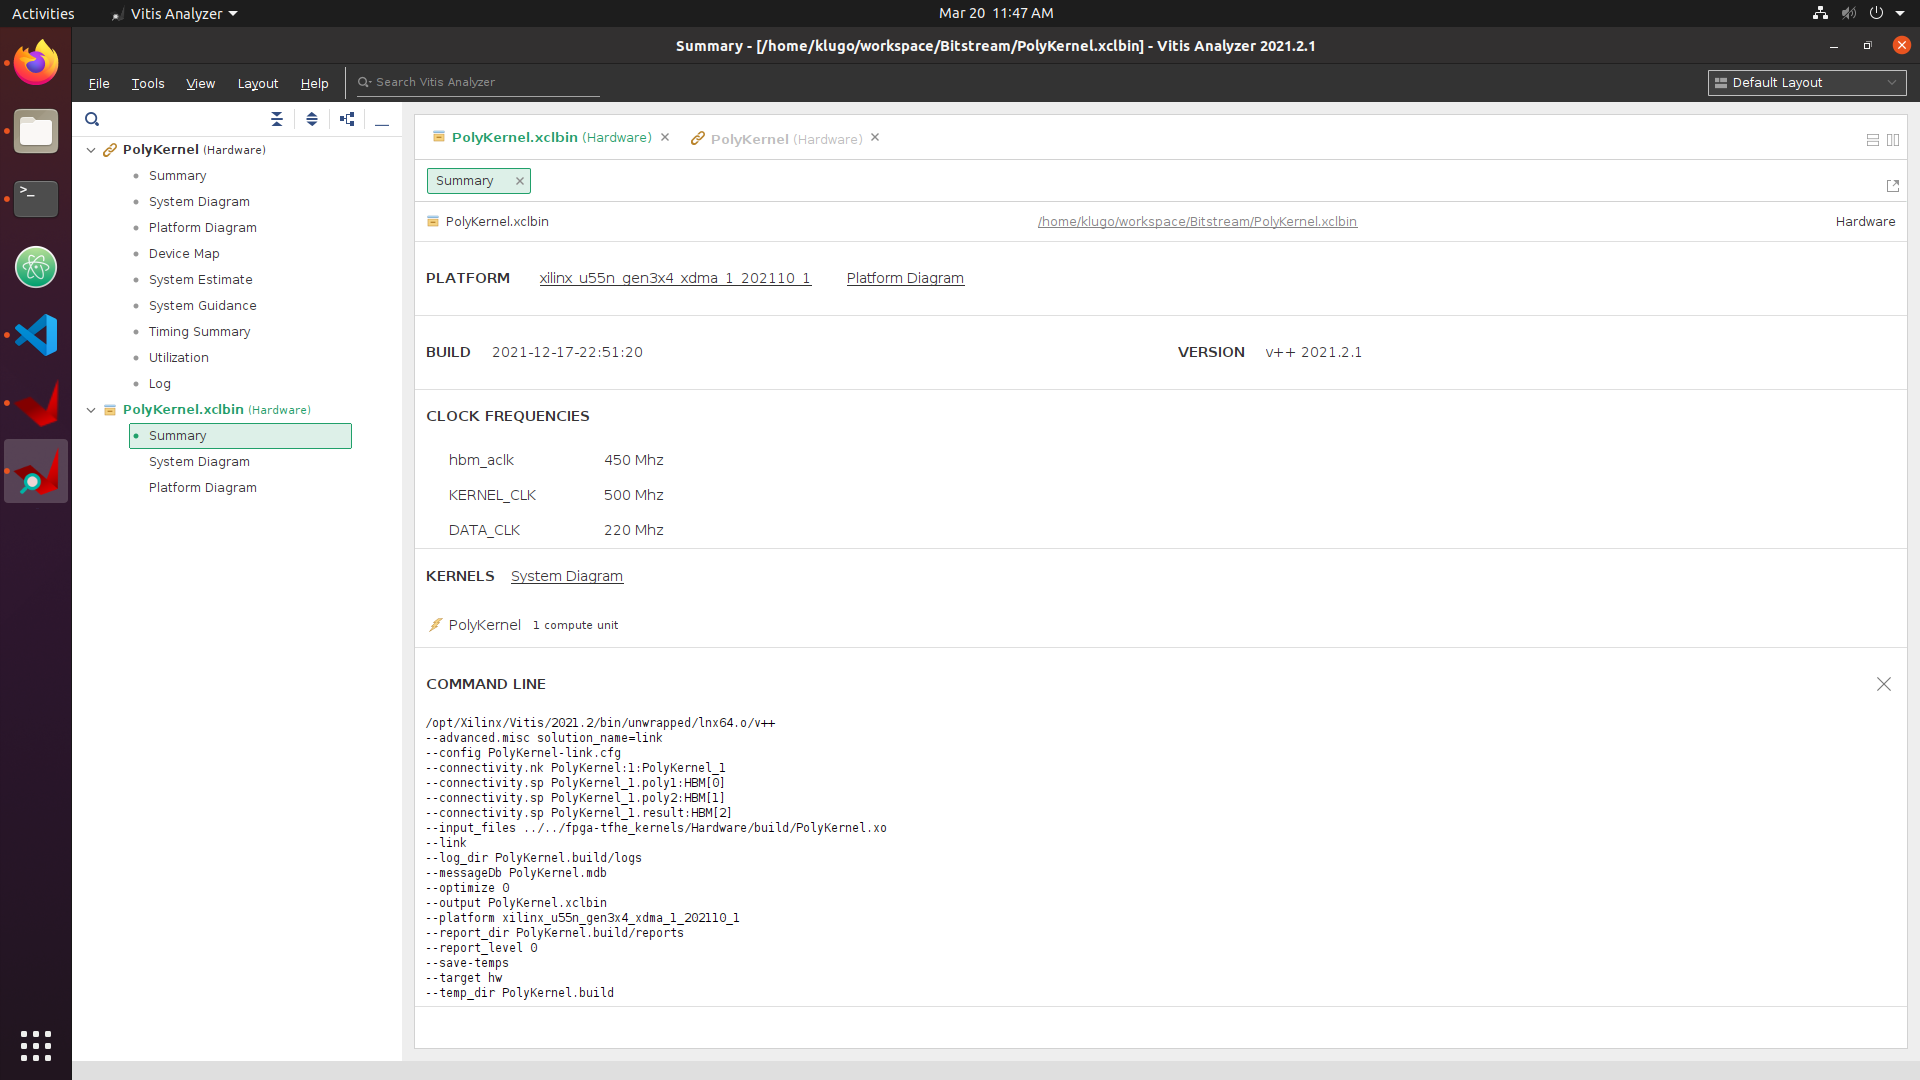 Activities
Vitis Analyzer
Mar 20 11:47 AM
Summary - [/home/klugo/workspace/Bitstream/PolyKernel.xclbin] - Vitis Analyzer 2021.2.1
File Tools View Layout Help
Search Vitis Analyzer
Default Layout
PolyKernel (Hardware)
Summary
System Diagram
Platform Diagram
Device Map
System Estimate
System Guidance
Timing Summary
Utilization
Log
PolyKernel.xclbin (Hardware)
Summary
System Diagram
Platform Diagram
PolyKernel.xclbin (Hardware)
PolyKernel (Hardware)
Summary
PolyKernel.xclbin /home/klugo/workspace/Bitstream/PolyKernel.xclbin Hardware
PLATFORM xilinx_u55n_gen3x4_xdma_1_202110_1 Platform Diagram
BUILD 2021-12-17-22:51:20 VERSION v++ 2021.2.1
CLOCK FREQUENCIES
hbm_aclk 450 Mhz
KERNEL_CLK 500 Mhz
DATA_CLK 220 Mhz
KERNELS System Diagram
PolyKernel 1 compute unit
COMMAND LINE
/opt/Xilinx/Vitis/2021.2/bin/unwrapped/lnx64.o/v++
--advanced.misc solution_name=link
--config PolyKernel-link.cfg
--connectivity.nk PolyKernel:1:PolyKernel_1
--connectivity.sp PolyKernel_1.poly1:HBM[0]
--connectivity.sp PolyKernel_1.poly2:HBM[1]
--connectivity.sp PolyKernel_1.result:HBM[2]
--input_files ../../fpga-tfhe_kernels/Hardware/build/PolyKernel.xo
--link
--log_dir PolyKernel.build/logs
--messageDb PolyKernel.mdb
--optimize 0
--output PolyKernel.xclbin
--platform xilinx_u55n_gen3x4_xdma_1_202110_1
--report_dir PolyKernel.build/reports
--report_level 0
--save-temps
--target hw
--temp_dir PolyKernel.build